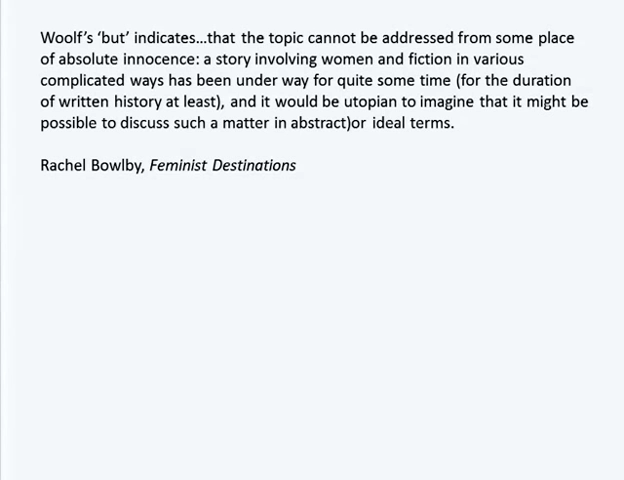 Woolf’s ‘but’ indicates…that the topic cannot be addressed from some place
of absolute innocence: a story involving women and fiction in various
complicated ways has been under way for quite some time (for the duration
of written history at least), and it would be utopian to imagine that it might be
possible to discuss such a matter in abstract)or ideal terms.
Rachel Bowlby, Feminist Destinations